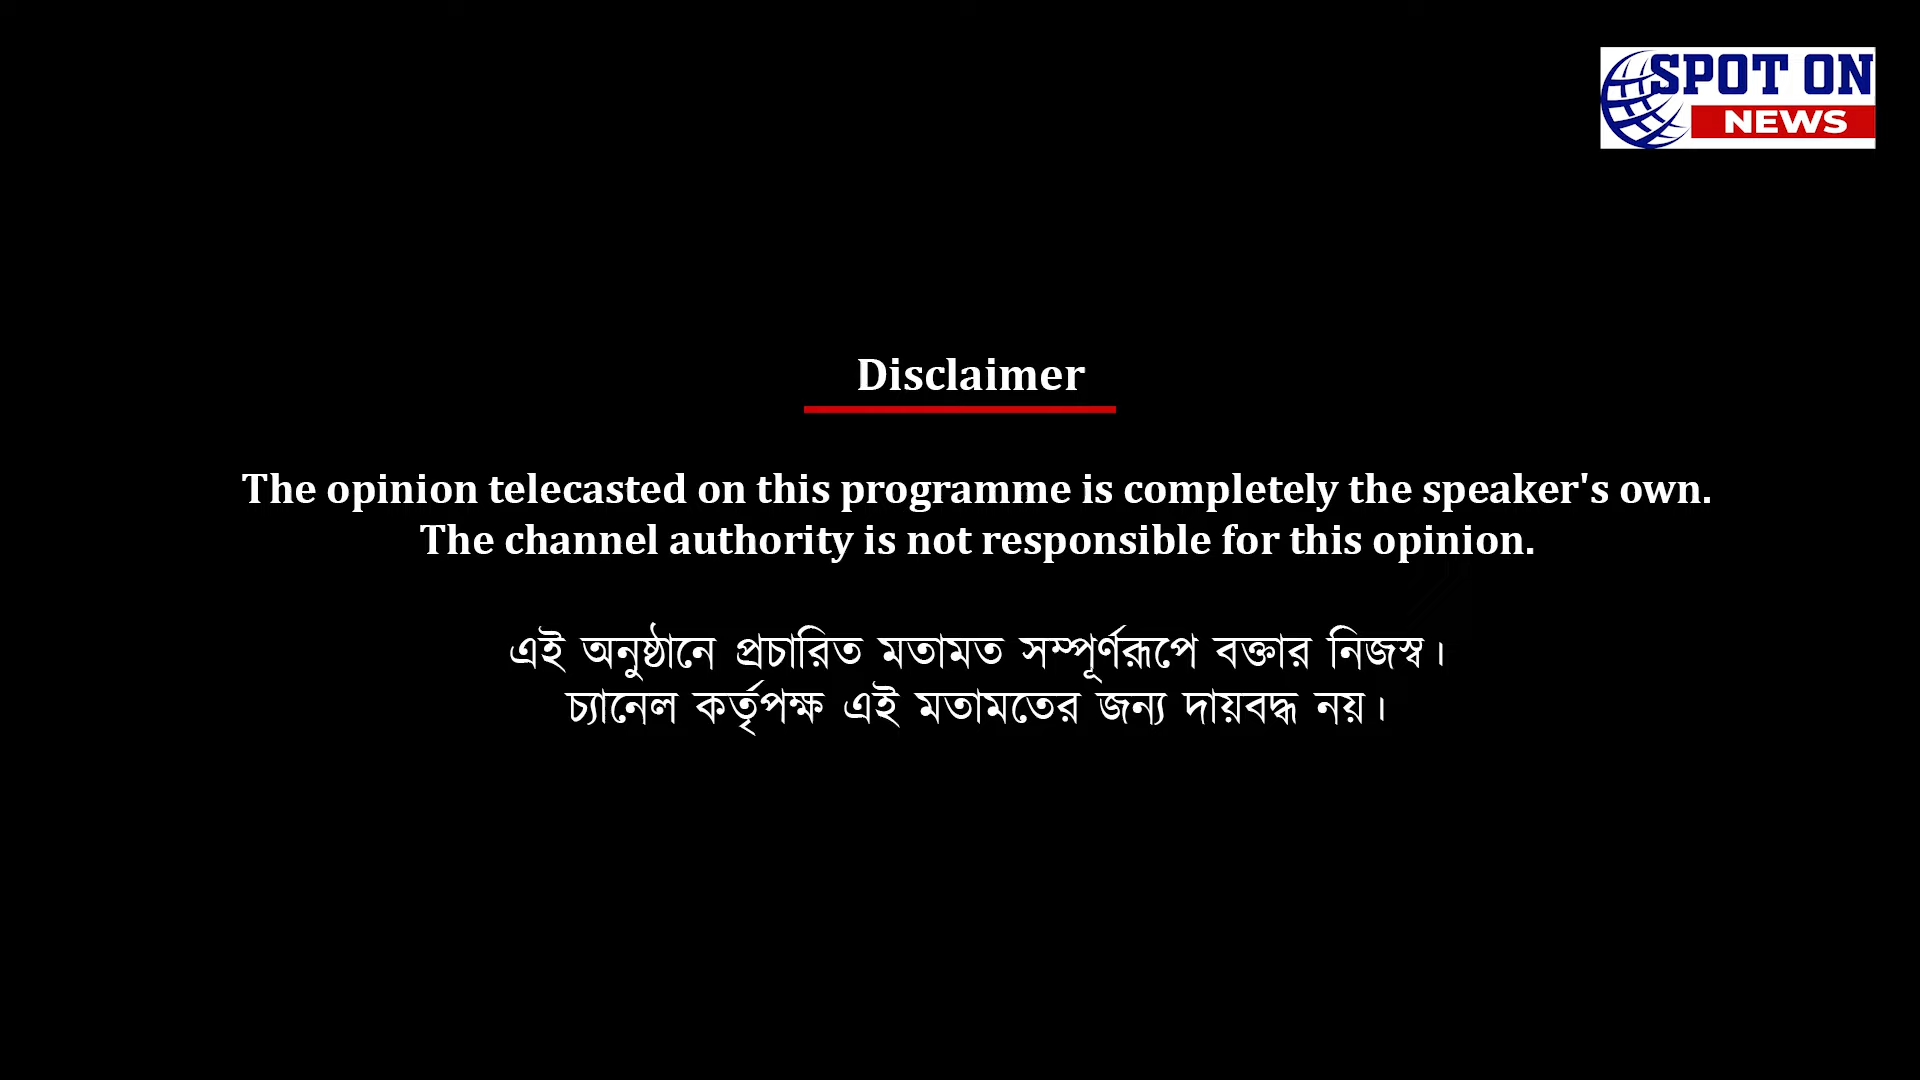 SPOT ON
NEWS
Disclaimer
The opinion telecasted on this programme is completely the speaker's own.
The channel authority is not responsible for this opinion.
এই অনুষ্ঠানে প্রচারিত মতামত সম্পূর্ণরূপে বক্তার নিজস্ব।
চ্যানেল কর্তৃপক্ষ এই মতামতের জন্য দায়বদ্ধ নয়।